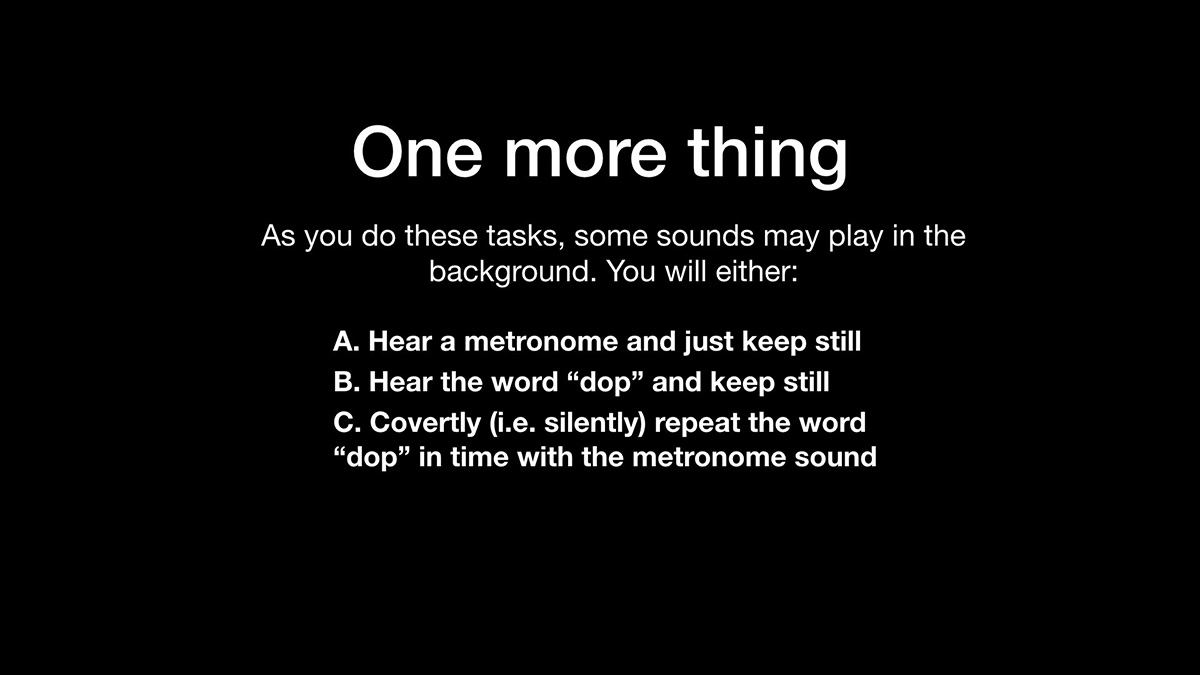 One more thing
As you do these tasks, some sounds may play in the
background. You will either:
A. Hear a metronome and just keep still
B. Hear the word “dop” and keep still
C. Covertly (i.e. silently) repeat the word
“dop” in time with the metronome sound